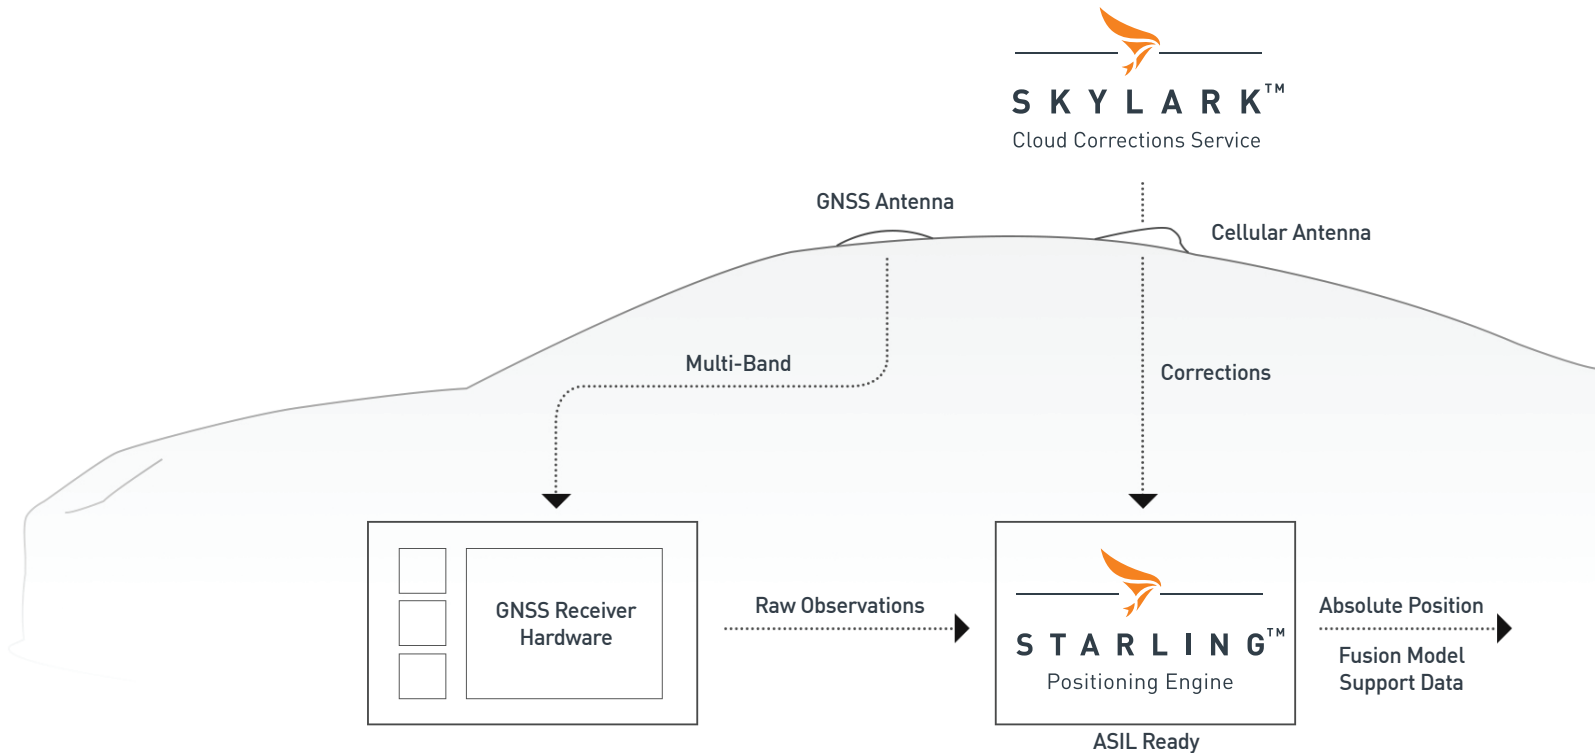 SKYLARK™
Cloud Corrections Service
GNSS Antenna
Cellular Antenna
Multi-Band
Corrections
GNSS Receiver
Hardware
Raw Observations
STARLING™
Positioning Engine
ASIL Ready
Absolute Position
Fusion Model
Support Data